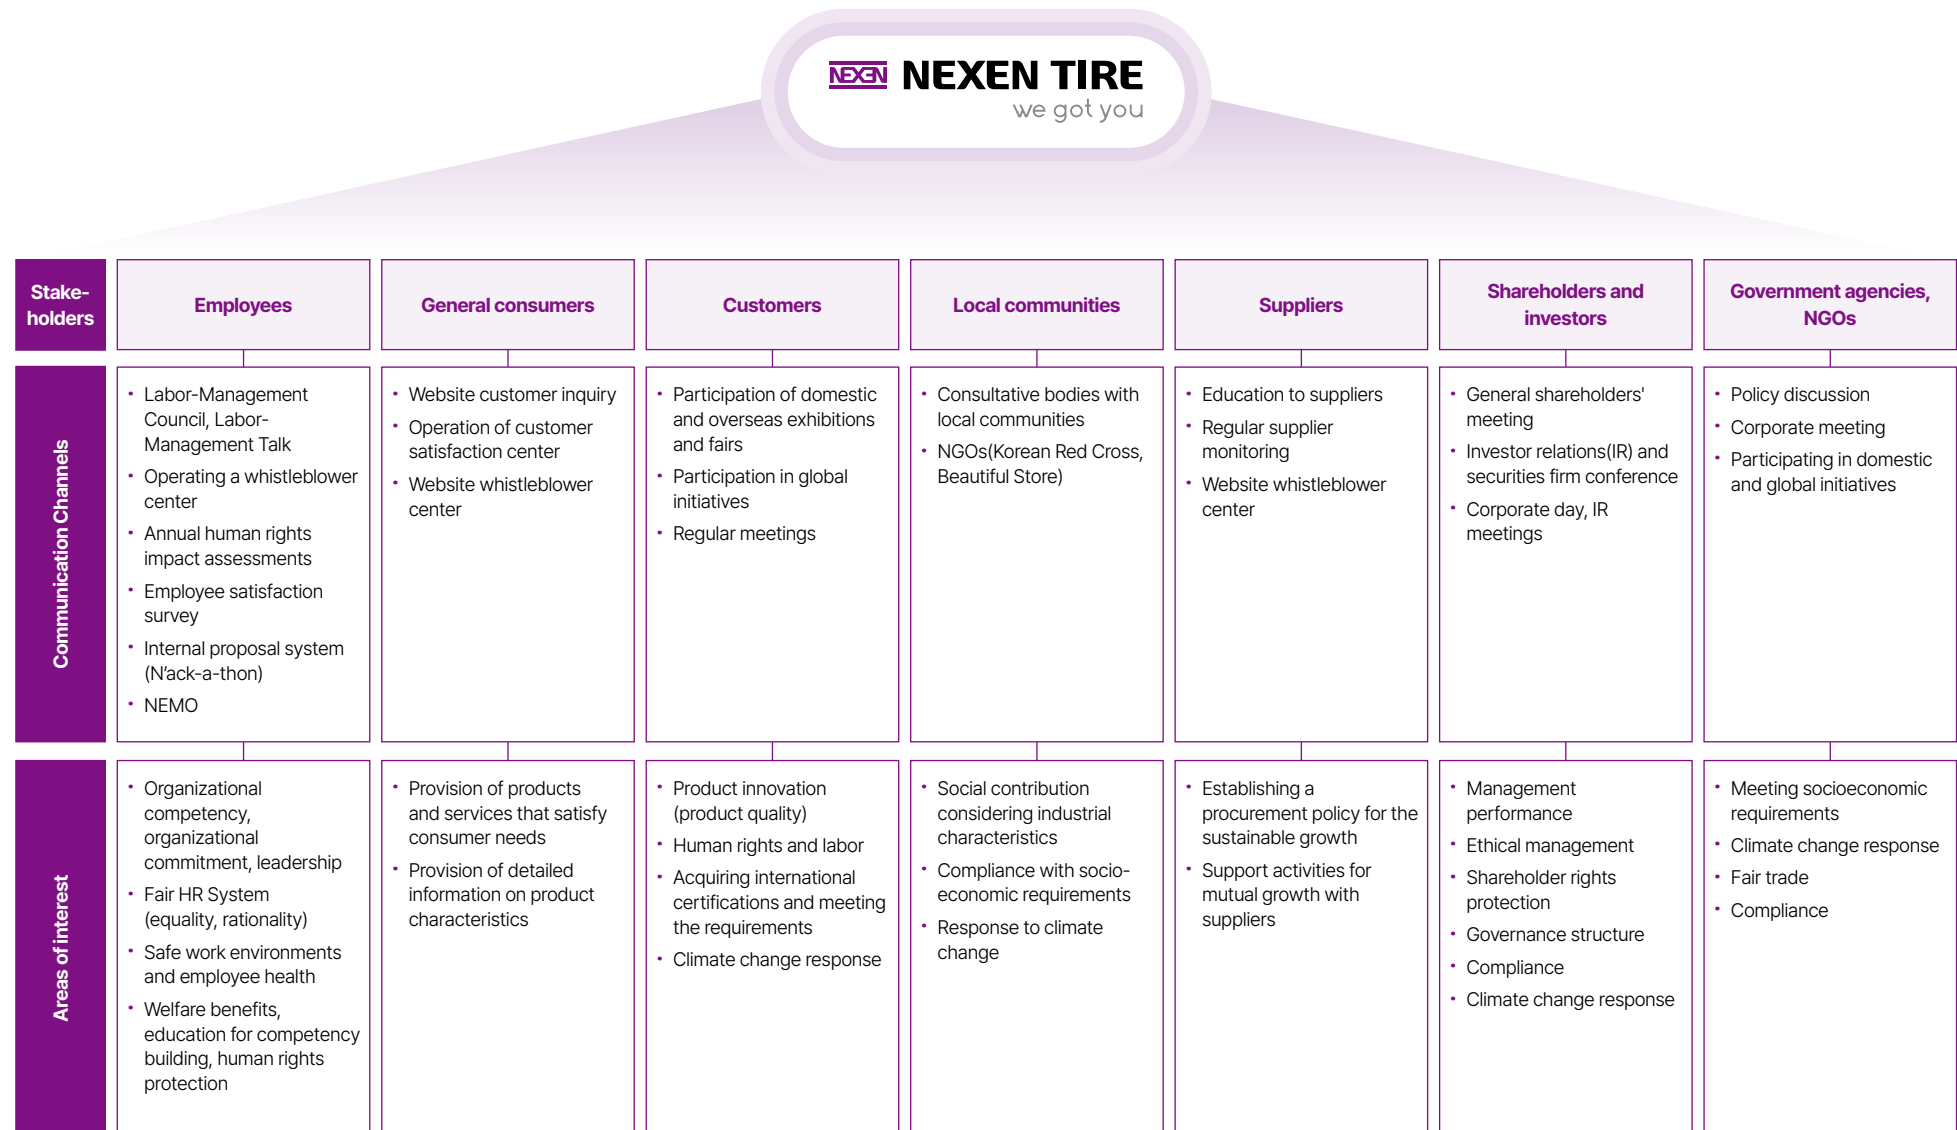 NEXEN NEXEN TIRE
we got you
Stake-
holders
Employees
General consumers
Customers
Local communities
Suppliers
Shareholders and
investors
Government agencies,
NGOs
Communication Channels
• Labor-Management
Council, Labor-
Management Talk
• Operating a whistleblower
center
• Annual human rights
impact assessments
• Employee satisfaction
survey
• Internal proposal system
(N’ack-a-thon)
• NEMO
• Website customer inquiry
• Operation of customer
satisfaction center
• Website whistleblower
center
• Participation of domestic
and overseas exhibitions
and fairs
• Participation in global
initiatives
• Regular meetings
• Consultative bodies with
local communities
• NGOs(Korean Red Cross,
Beautiful Store)
• Education to suppliers
• Regular supplier
monitoring
• Website whistleblower
center
• General shareholders'
meeting
• Investor relations(IR) and
securities firm conference
• Corporate day, IR
meetings
• Policy discussion
• Corporate meeting
• Participating in domestic
and global initiatives
Areas of interest
• Organizational
competency,
organizational
commitment, leadership
• Fair HR System
(equality, rationality)
• Safe work environments
and employee health
• Welfare benefits,
education for competency
building, human rights
protection
• Provision of products
and services that satisfy
consumer needs
• Provision of detailed
information on product
characteristics
• Product innovation
(product quality)
• Human rights and labor
• Acquiring international
certifications and meeting
the requirements
• Climate change response
• Social contribution
considering industrial
characteristics
• Compliance with socio-
economic requirements
• Response to climate
change
• Establishing a
procurement policy for the
sustainable growth
• Support activities for
mutual growth with
suppliers
• Management
performance
• Ethical management
• Shareholder rights
protection
• Governance structure
• Compliance
• Climate change response
• Meeting socioeconomic
requirements
• Climate change response
• Fair trade
• Compliance